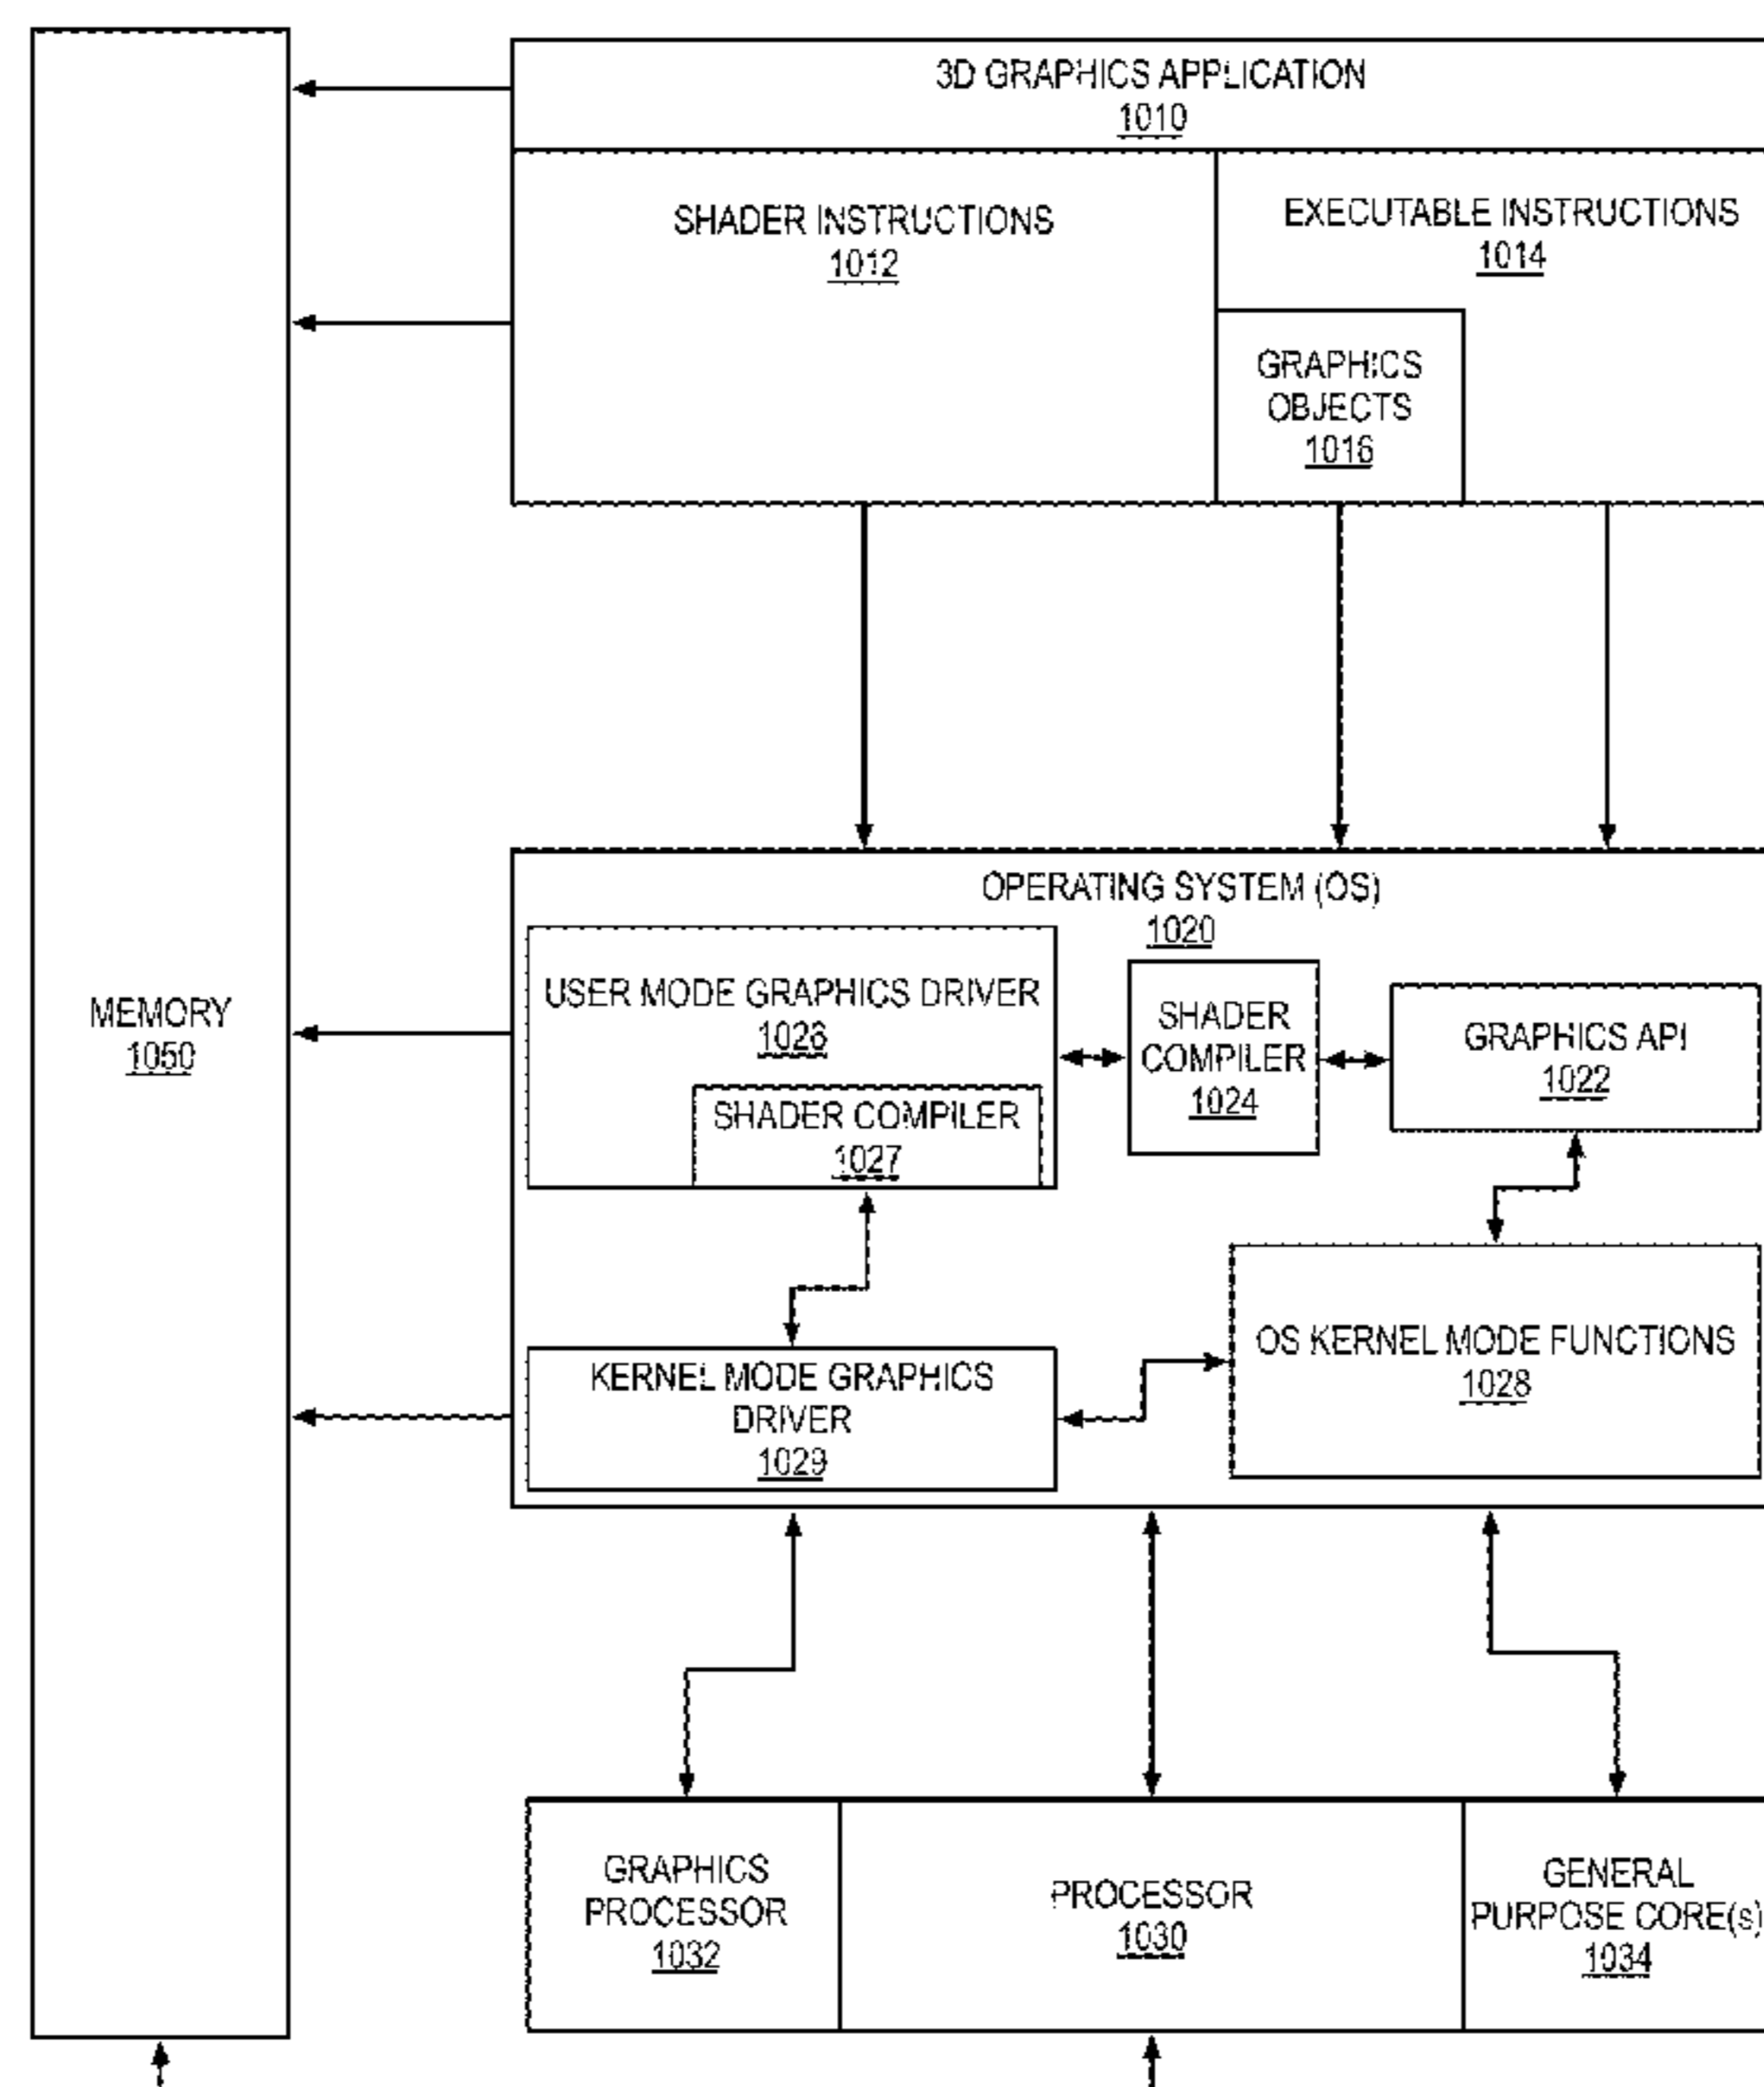 3D GRAPHICS APPLICATION
1010
SHADER INSTRUCTIONS
1012
EXECUTABLE INSTRUCTIONS
1014
GRAPHICS
OBJECTS
1016
OPERATING SYSTEM (OS)
1020
USER MODE GRAPHICS DRIVER
1026
SHADER COMPILER
1027
SHADER
COMPILER
1024
GRAPHICS API
1022
MEMORY
1050
KERNEL MODE GRAPHICS
DRIVER
1029
OS KERNEL MODE FUNCTIONS
1028
GRAPHICS
PROCESSOR
1032
PROCESSOR
1030
GENERAL
PURPOSE CORE(s)
1034